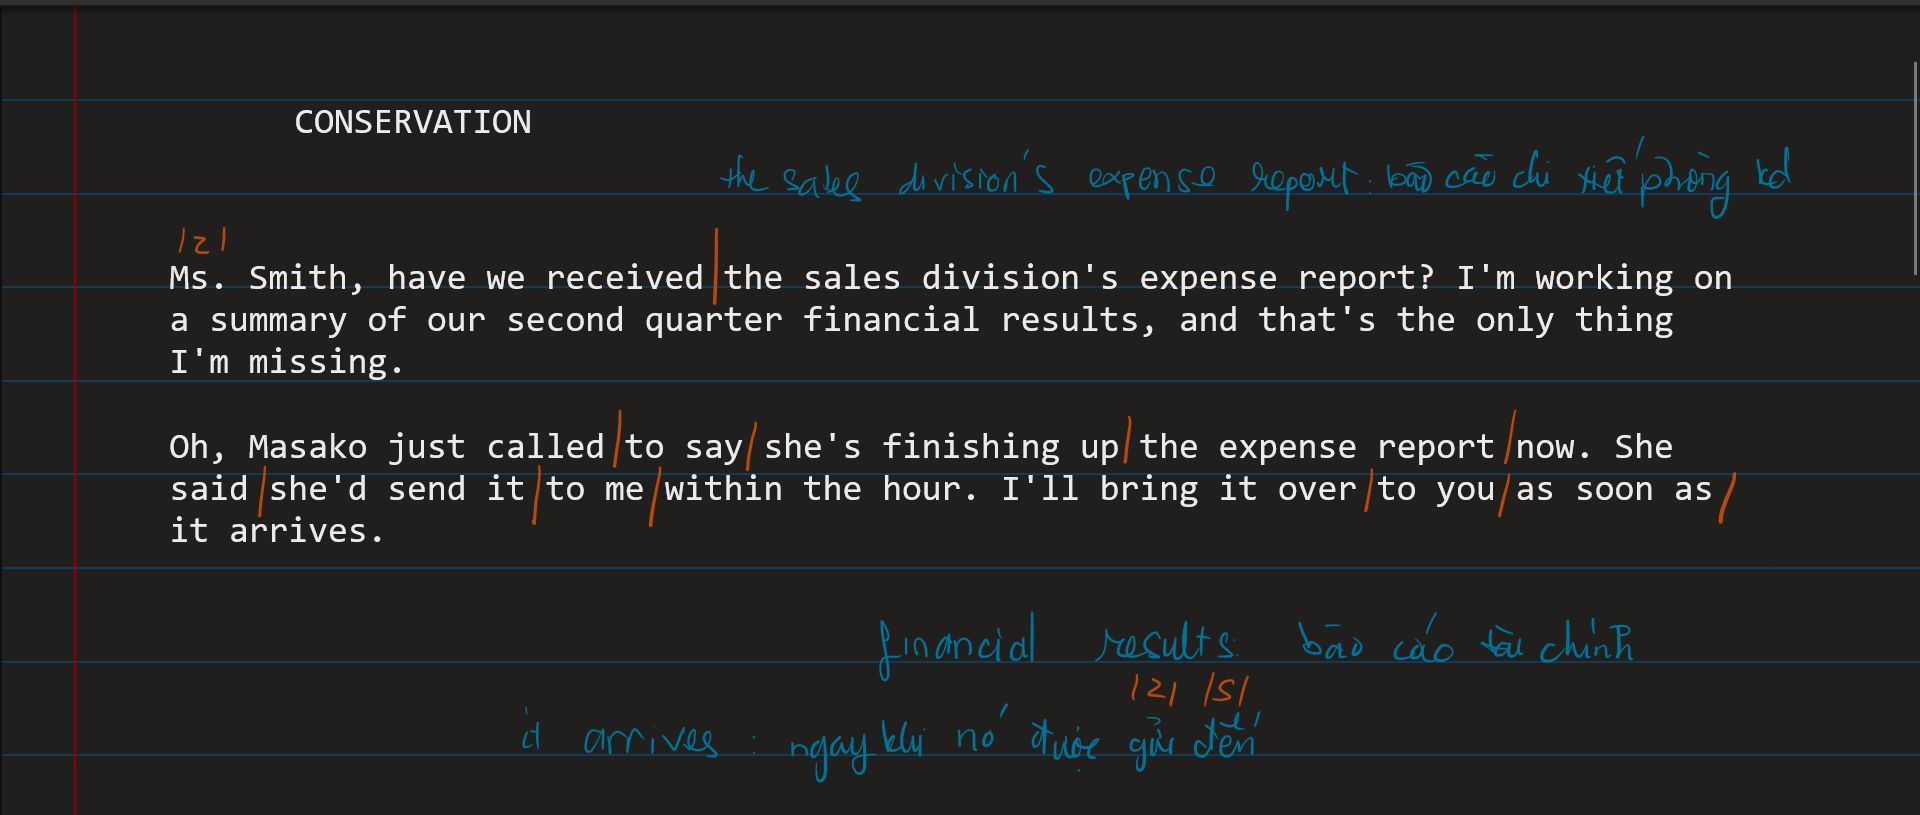 CONSERVATION
the sales division's expense report: báo cáo chi tiết phòng kd
/z/
Ms. Smith, have we received the sales division's expense report? I'm working on
a summary of our second quarter financial results, and that's the only thing
I'm missing.
Oh, Masako just called / to say / she's finishing up / the expense report / now. She
said / she'd send it / to me / within the hour. I'll bring it over / to you / as soon as /
it arrives.
financial results: báo cáo tài chính
/z/ /s/
it arrives: ngay khi nó được gửi đến